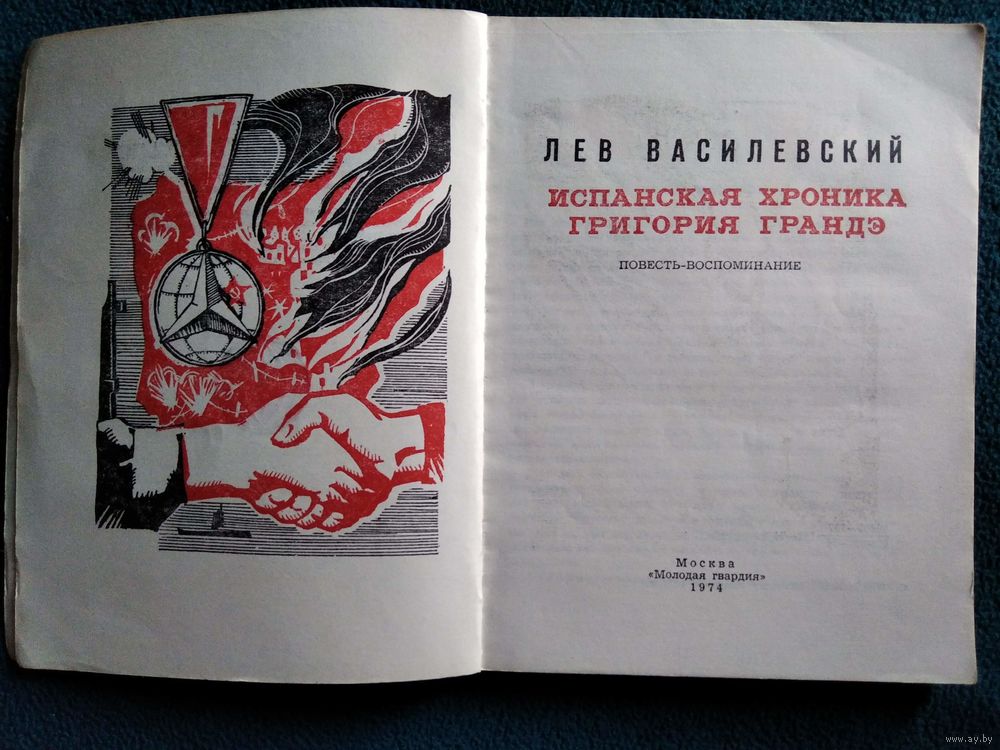 ЛЕВ ВАСИЛЕВСКИЙ
ИСПАНСКАЯ ХРОНИКА
ГРИГОРИЯ ГРАНДЭ
ПОВЕСТЬ-ВОСПОМИНАНИЕ
Москва
«Молодая гвардия»
1974
www.ay.by